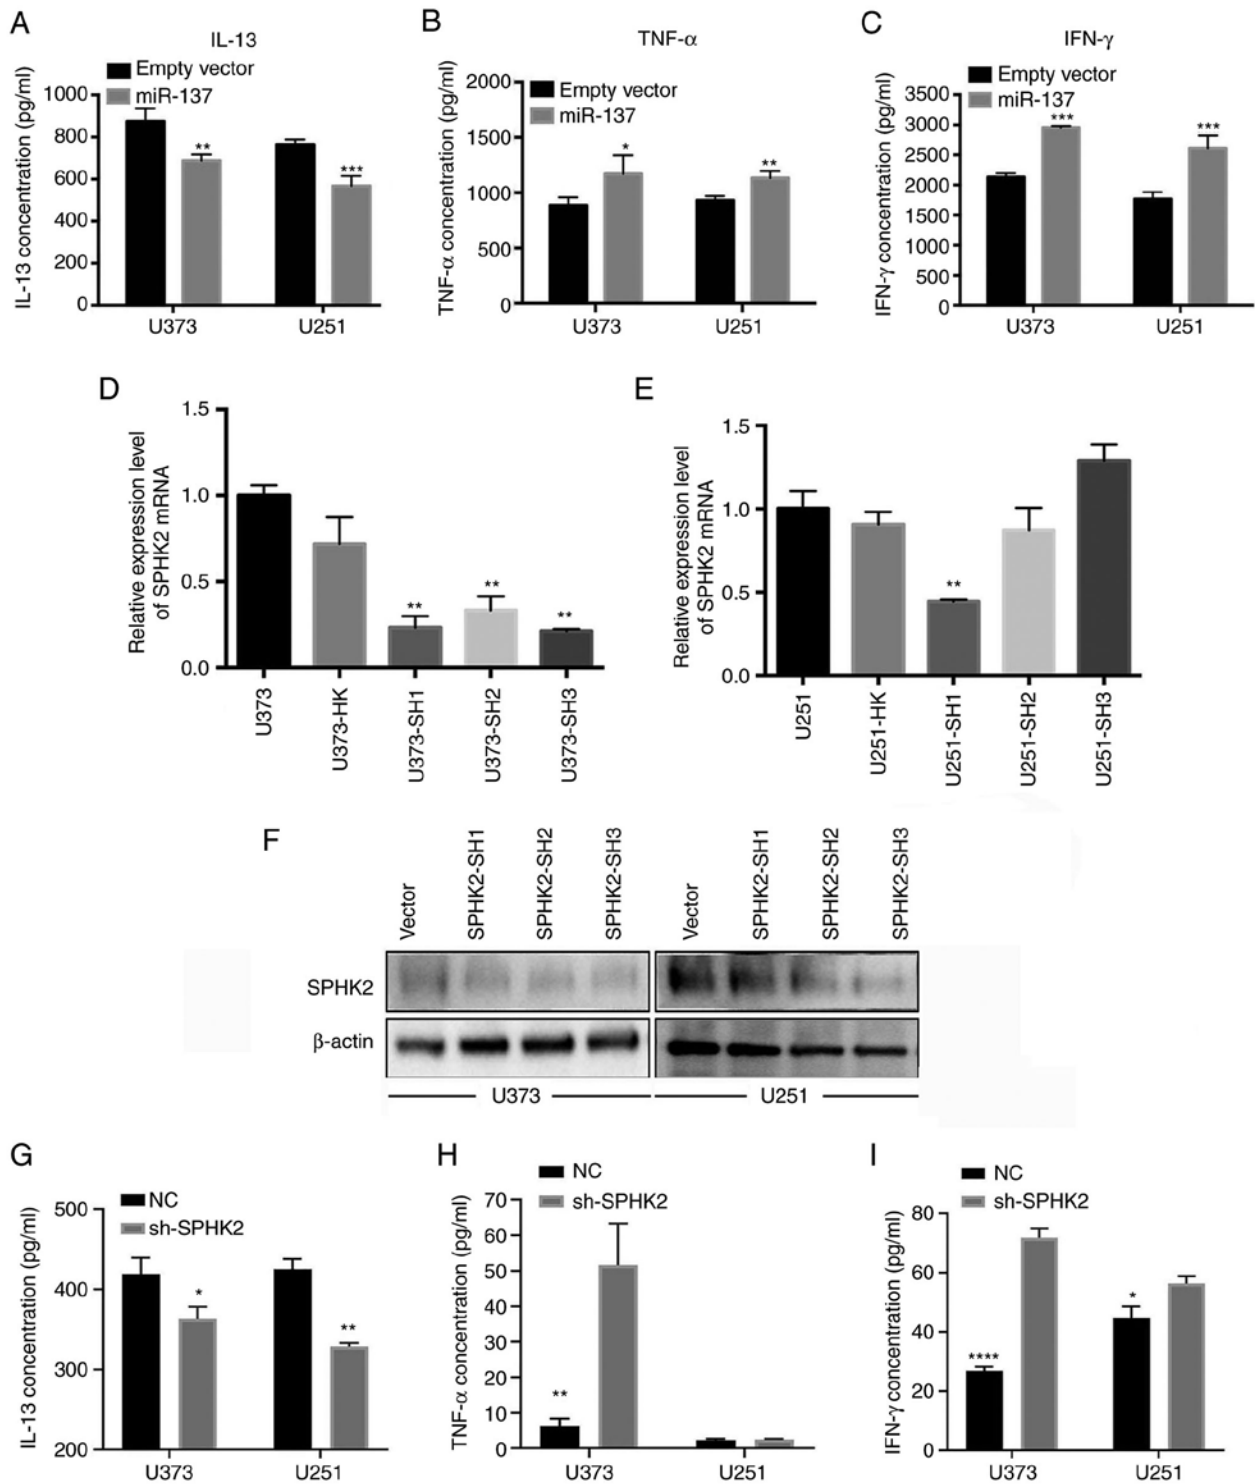 A
IL-13
Empty vector
miR-137
IL-13 concentration (pg/ml)
1000
800
600
400
200
0
**
***
U373
U251
B
TNF-α
Empty vector
miR-137
TNF-α concentration (pg/ml)
2000
1500
1000
500
0
*
**
U373
U251
C
IFN-γ
Empty vector
miR-137
IFN-γ concentration (pg/ml)
3500
3000
2500
2000
1500
1000
500
0
***
***
U373
U251
D
Relative expression level
of SPHK2 mRNA
1.5
1.0
0.5
0.0
**
**
**
U373
U373-HK
U373-SH1
U373-SH2
U373-SH3
E
Relative expression level
of SPHK2 mRNA
1.5
1.0
0.5
0.0
**
U251
U251-HK
U251-SH1
U251-SH2
U251-SH3
F
Vector
SPHK2-SH1
SPHK2-SH2
SPHK2-SH3
Vector
SPHK2-SH1
SPHK2-SH2
SPHK2-SH3
SPHK2
β-actin
U373
U251
G
NC
sh-SPHK2
IL-13 concentration (pg/ml)
500
400
300
200
*
**
U373
U251
H
NC
sh-SPHK2
TNF-α concentration (pg/ml)
70
60
50
40
30
20
10
0
**
U373
U251
I
NC
sh-SPHK2
IFN-γ concentration (pg/ml)
80
60
40
20
0
****
*
U373
U251